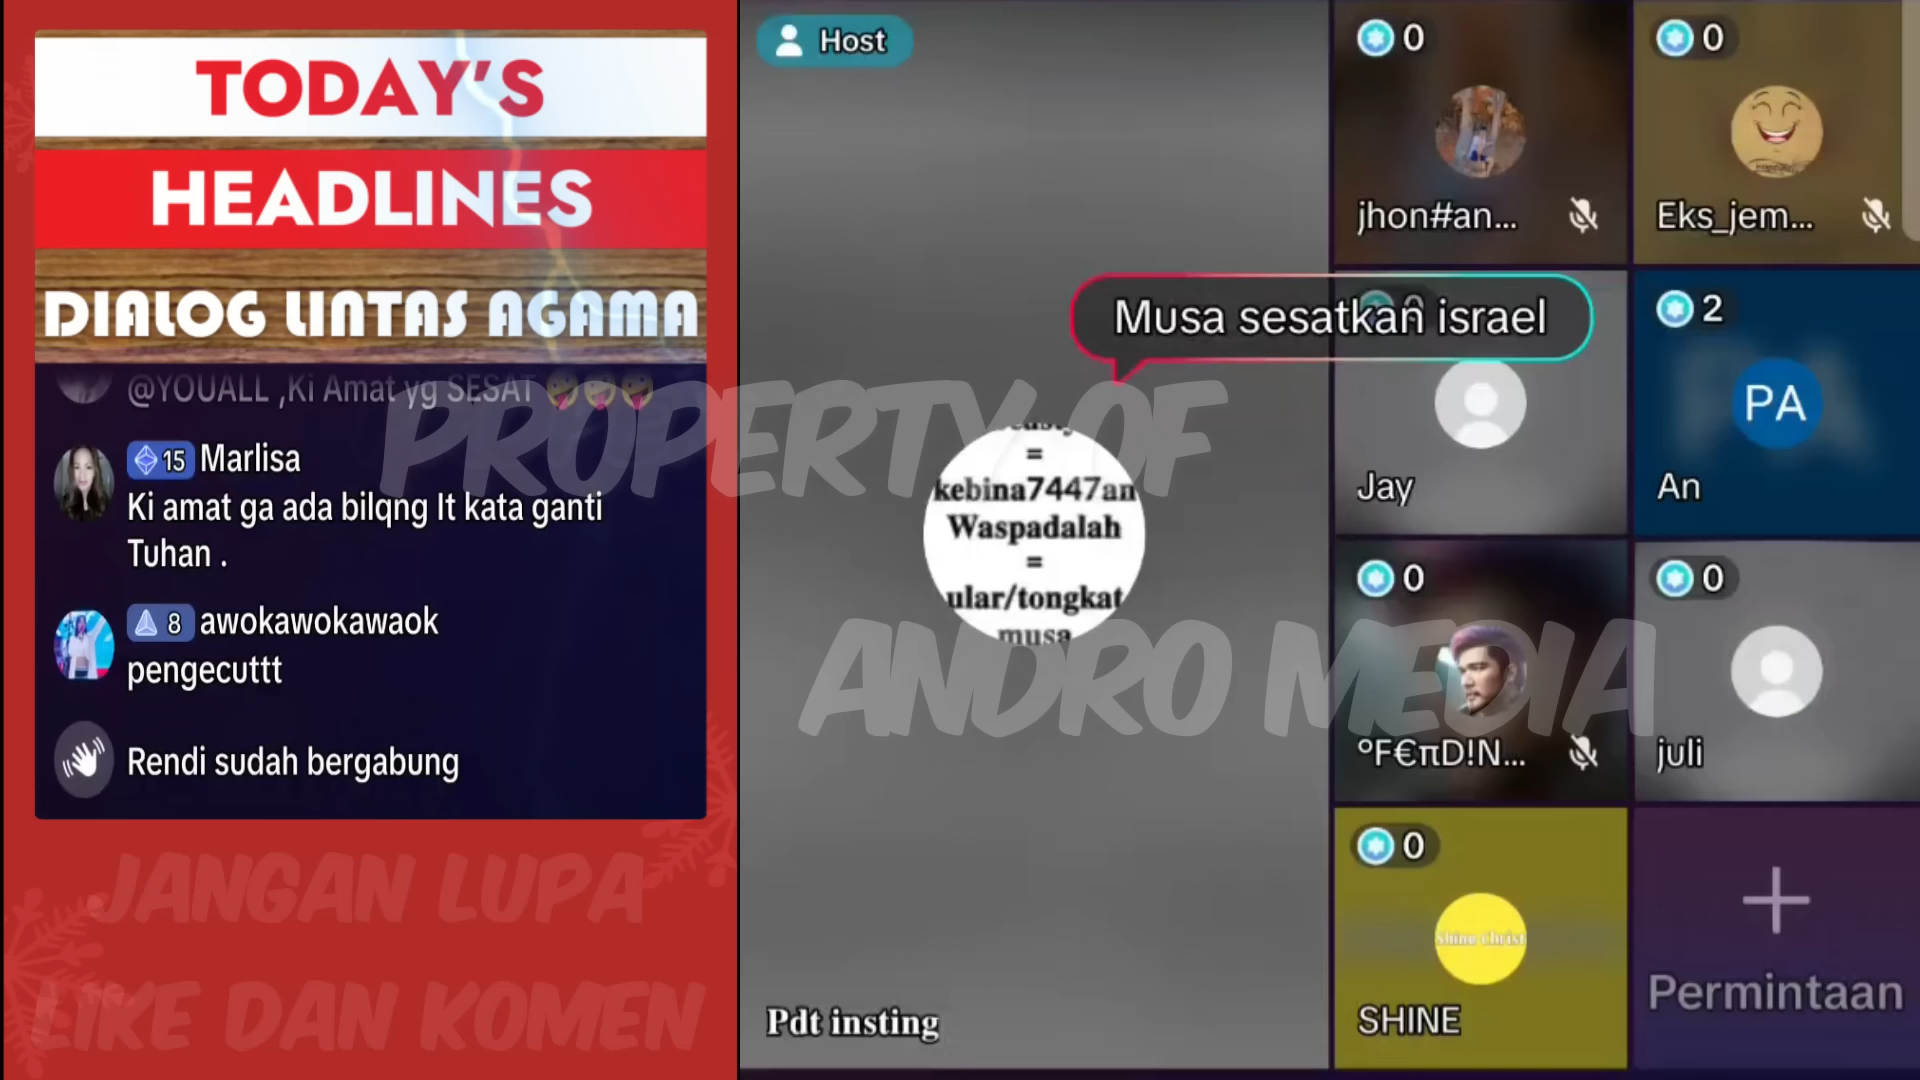 TODAY'S
HEADLINES
DIALOG LINTAS AGAMA
@YOUALL ,Ki Amat yg SESAT 🤪🤪🤪
15 Marlisa
Ki amat ga ada bilqng It kata ganti
Tuhan .
8 awokawokawaok
pengecuttt
Rendi sudah bergabung
JANGAN LUPA
LIKE DAN KOMEN
PROPERTY OF
ANDRO MEDIA
Host
Musa sesatkan israel
=
kebina7447an
Waspadalah
=
ular/tongkat
musa
Pdt insting
0
jhon#an...
0
Eks_jem...
0
Jay
2
PA
An
0
°F€πD!N...
0
juli
0
Shine christ
SHINE
Permintaan